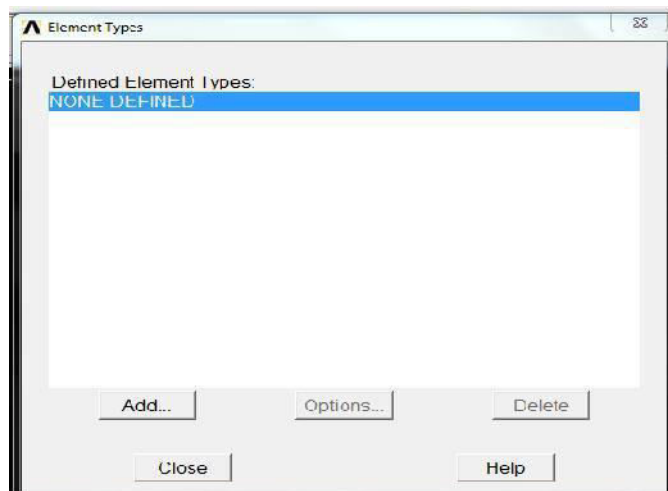 Element Types
Defined Element Types:
NONE DEFINED
Add...
Options...
Delete
Close
Help